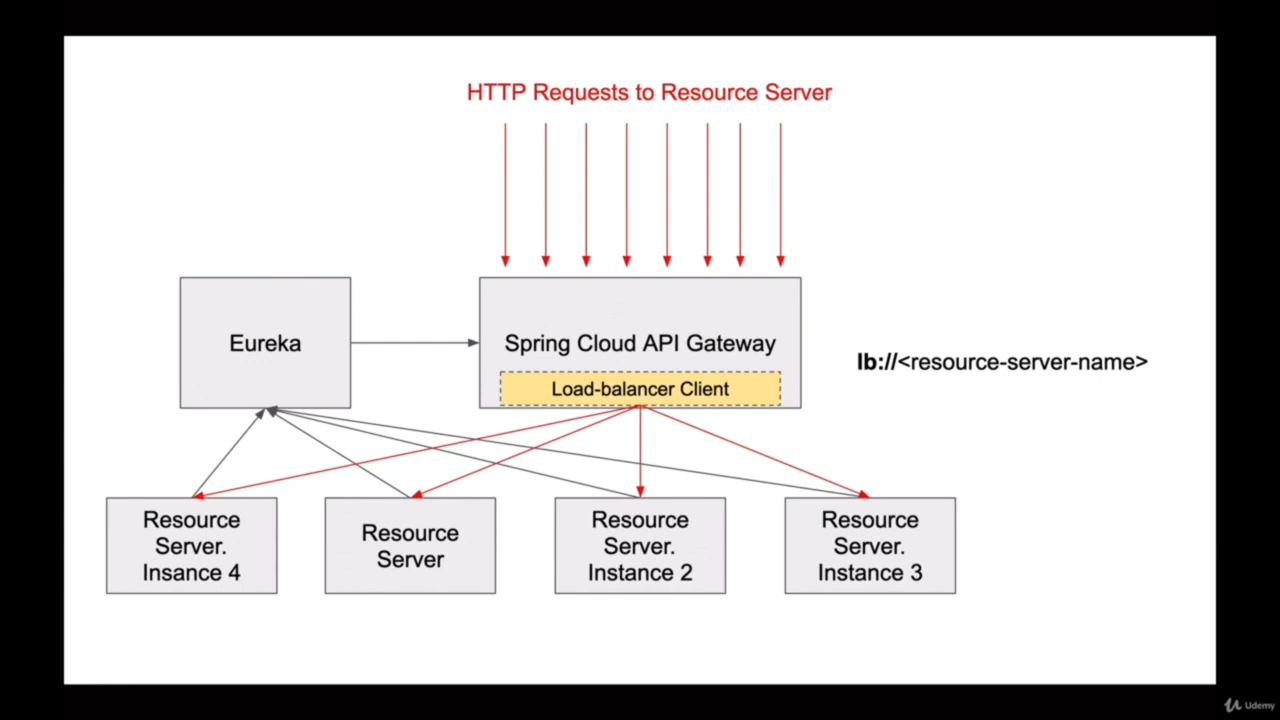 HTTP Requests to Resource Server
Eureka
Spring Cloud API Gateway
lb://<resource-server-name>
Load-balancer Client
Resource
Server.
Insance 4
Resource
Server
Resource
Server.
Instance 2
Resource
Server.
Instance 3
Udemy